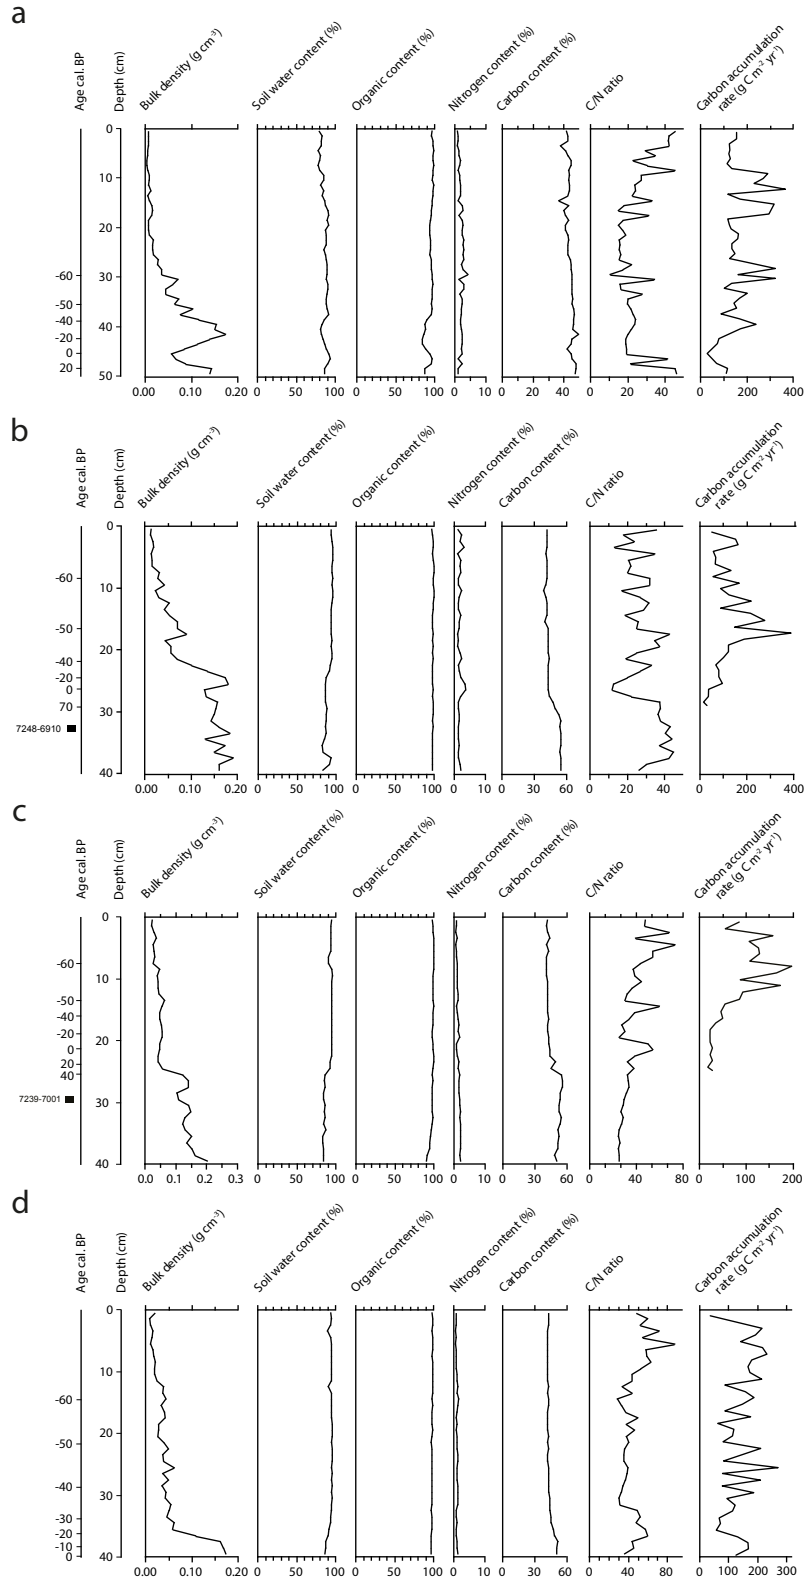 a
Age cal. BP
Depth (cm)
Bulk density (g cm⁻³)
Soil water content (%)
Organic content (%)
Nitrogen content (%)
Carbon content (%)
C/N ratio
Carbon accumulation
rate (g C m⁻² yr⁻¹)
0
10
20
-60 30
-50
-40 40
-20
0
20 50
0.00 0.10 0.20 0 50 100 0 50 100 0 10 0 20 40 0 20 40 0 200 400
b
Age cal. BP
Depth (cm)
Bulk density (g cm⁻³)
Soil water content (%)
Organic content (%)
Nitrogen content (%)
Carbon content (%)
C/N ratio
Carbon accumulation
rate (g C m⁻² yr⁻¹)
0
-60 10
-50
20
-40
-20
0
70 30
7248-6910
40
0.00 0.10 0.20 0 50 100 0 50 100 0 10 0 30 60 0 20 40 0 200 400
c
Age cal. BP
Depth (cm)
Bulk density (g cm⁻³)
Soil water content (%)
Organic content (%)
Nitrogen content (%)
Carbon content (%)
C/N ratio
Carbon accumulation
rate (g C m⁻² yr⁻¹)
0
-60
10
-50
-40
-20 20
0
20
40
7239-7001 30
40
0.0 0.1 0.2 0.3 0 50 100 0 50 100 0 10 0 30 60 0 40 80 0 100 200
d
Age cal. BP
Depth (cm)
Bulk density (g cm⁻³)
Soil water content (%)
Organic content (%)
Nitrogen content (%)
Carbon content (%)
C/N ratio
Carbon accumulation
rate (g C m⁻² yr⁻¹)
0
10
-60
20
-50
-40
30
-30
-20
-10
0 40
0.00 0.10 0.20 0 50 100 0 50 100 0 10 0 30 60 0 40 80 0 100 200 300